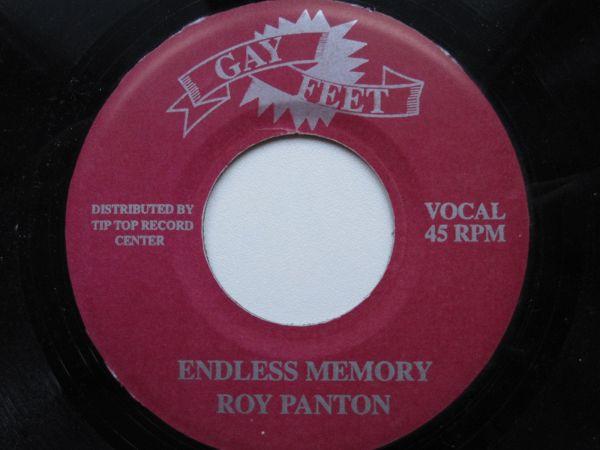 GAY
FEET
DISTRIBUTED BY
TIP TOP RECORD
CENTER
VOCAL
45 RPM
ENDLESS MEMORY
ROY PANTON